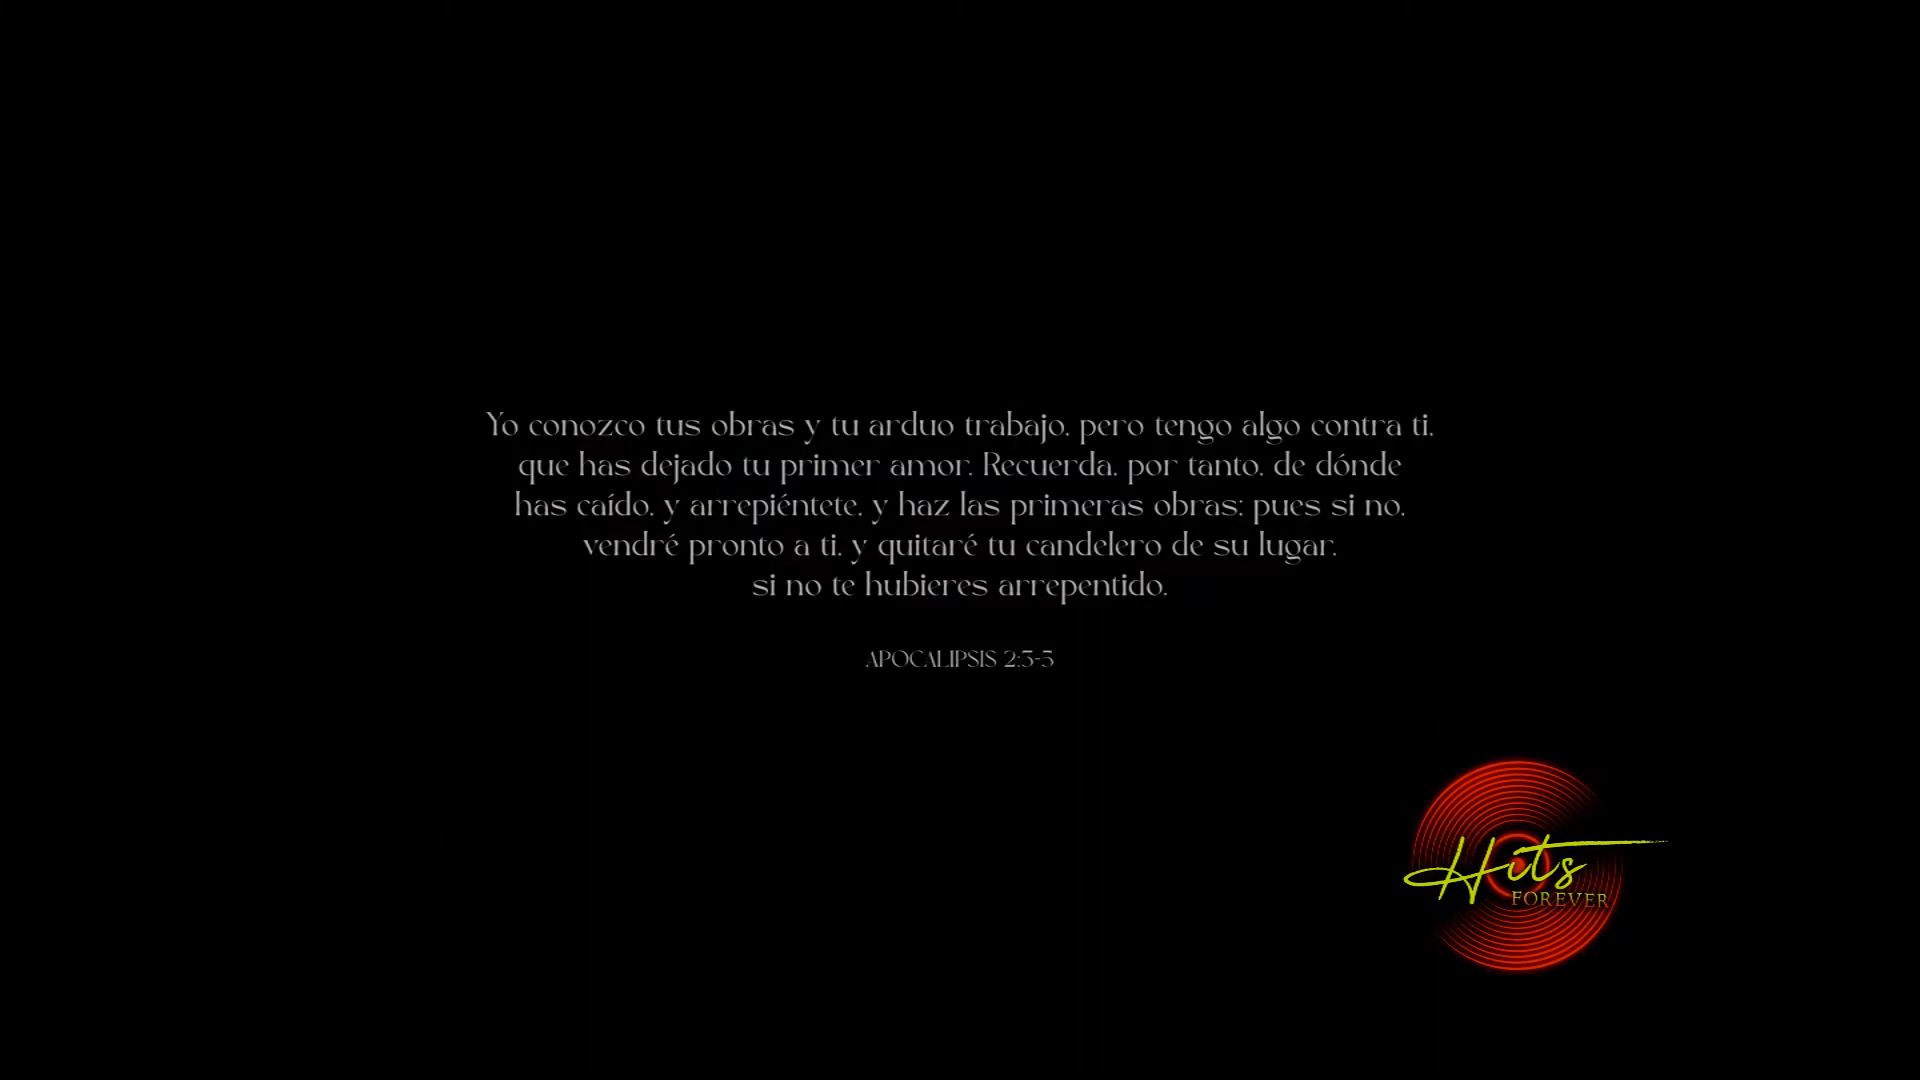 Yo conozco tus obras y tu arduo trabajo, pero tengo algo contra ti,
que has dejado tu primer amor. Recuerda, por tanto, de dónde
has caído, y arrepiéntete, y haz las primeras obras; pues si no,
vendré pronto a ti, y quitaré tu candelero de su lugar,
si no te hubieres arrepentido.
APOCALIPSIS 2:3-5
Hits
FOREVER